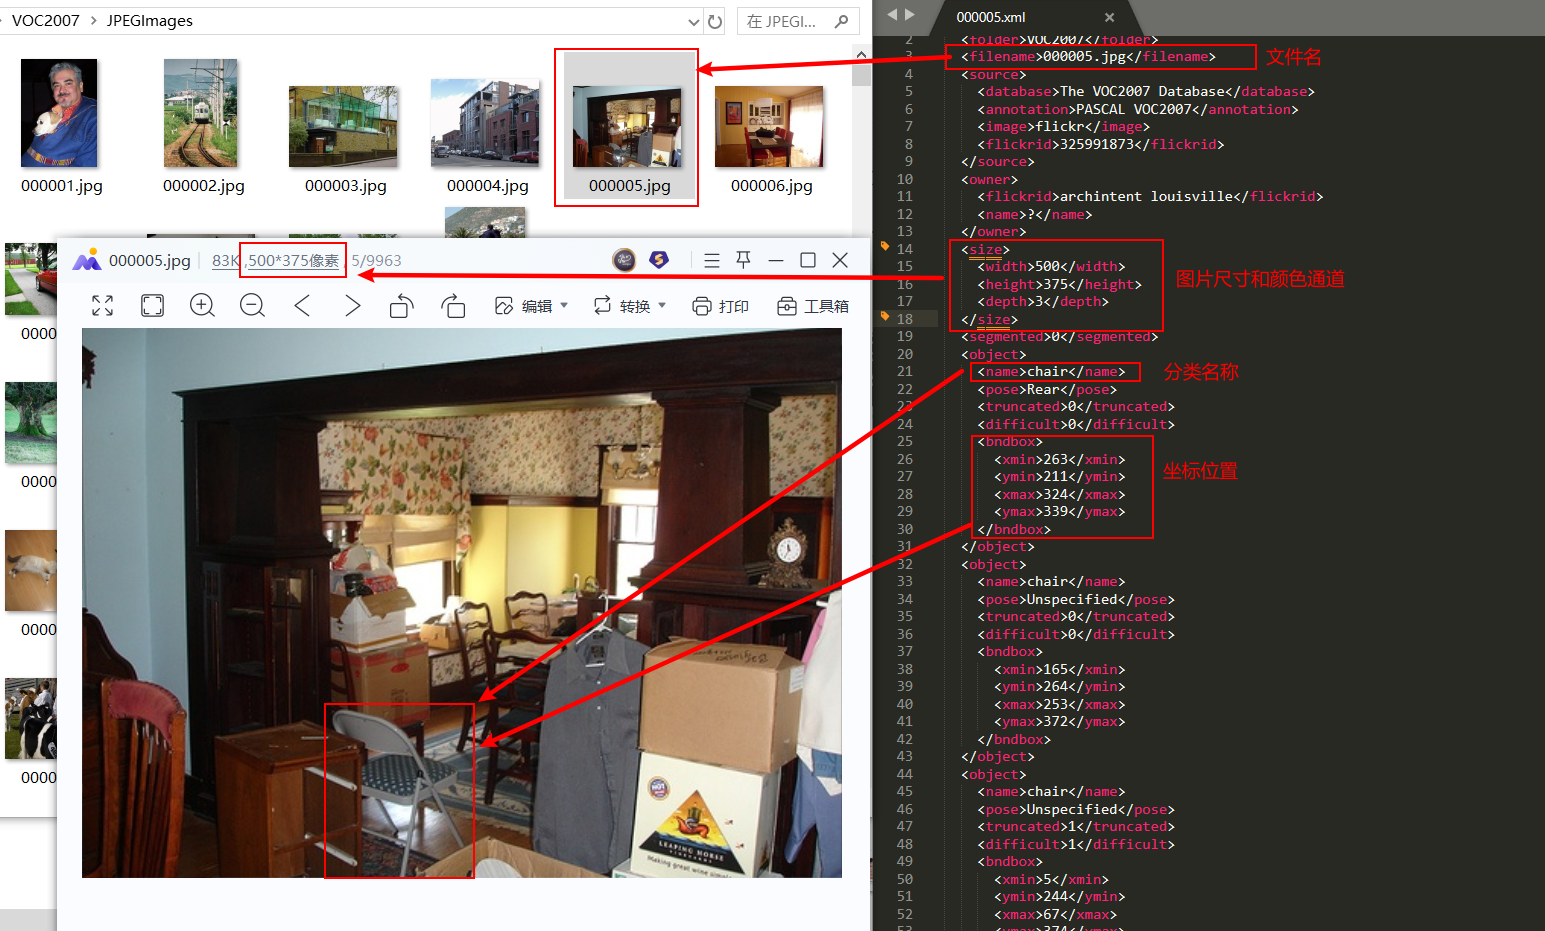 VOC2007 > JPEGImages
在 JPEGI...
000001.jpg
000002.jpg
000003.jpg
000004.jpg
000005.jpg
000006.jpg
0000
0000
0000
0000
000005.jpg
83K ,500*375像素, 5/9963
编辑
转换
打印
工具箱
LEAPING HORSE
VINEYARDS
Making great wine simple
000005.xml ×
2 <folder>VOC2007</folder>
3 <filename>000005.jpg</filename>
文件名
4 <source>
5 <database>The VOC2007 Database</database>
6 <annotation>PASCAL VOC2007</annotation>
7 <image>flickr</image>
8 <flickrid>325991873</flickrid>
9 </source>
10 <owner>
11 <flickrid>archintent louisville</flickrid>
12 <name>?</name>
13 </owner>
14 <size>
15 <width>500</width>
16 <height>375</height>
图片尺寸和颜色通道
17 <depth>3</depth>
18 </size>
19 <segmented>0</segmented>
20 <object>
21 <name>chair</name>
分类名称
22 <pose>Rear</pose>
23 <truncated>0</truncated>
24 <difficult>0</difficult>
25 <bndbox>
26 <xmin>263</xmin>
27 <ymin>211</ymin>
坐标位置
28 <xmax>324</xmax>
29 <ymax>339</ymax>
30 </bndbox>
31 </object>
32 <object>
33 <name>chair</name>
34 <pose>Unspecified</pose>
35 <truncated>0</truncated>
36 <difficult>0</difficult>
37 <bndbox>
38 <xmin>165</xmin>
39 <ymin>264</ymin>
40 <xmax>253</xmax>
41 <ymax>372</ymax>
42 </bndbox>
43 </object>
44 <object>
45 <name>chair</name>
46 <pose>Unspecified</pose>
47 <truncated>1</truncated>
48 <difficult>1</difficult>
49 <bndbox>
50 <xmin>5</xmin>
51 <ymin>244</ymin>
52 <xmax>67</xmax>
53 <ymax>374</ymax>